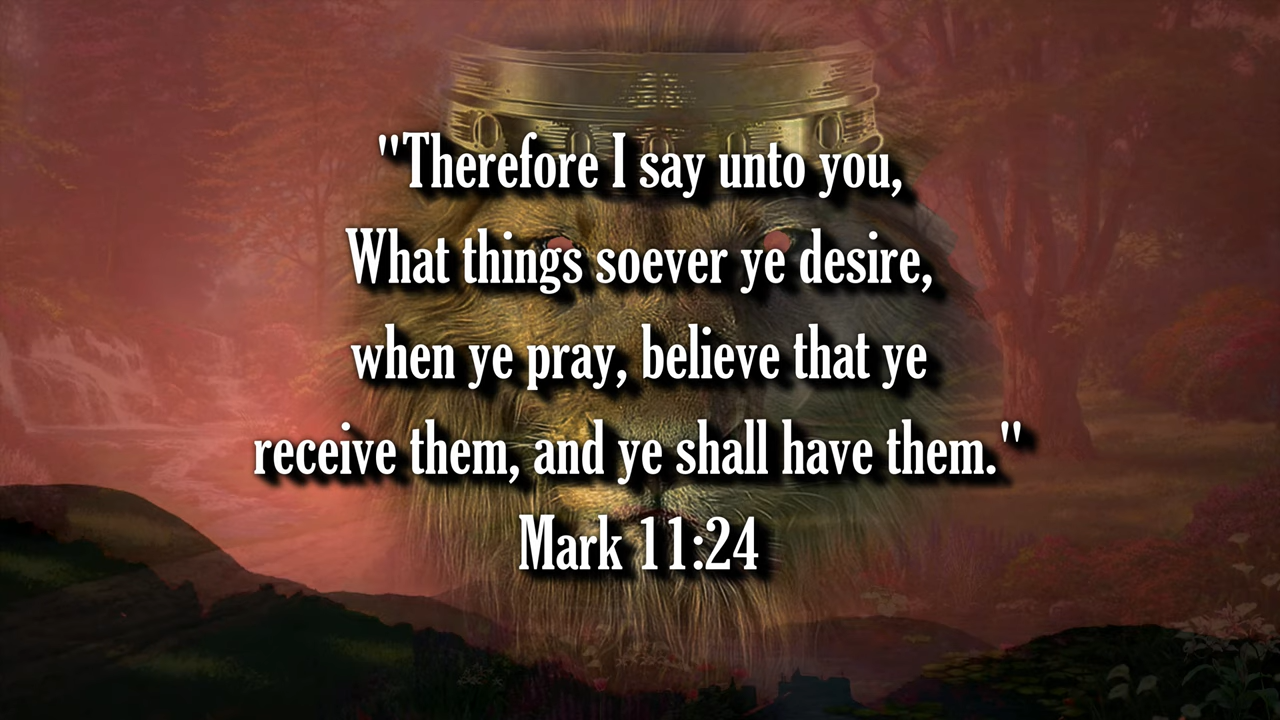 "Therefore I say unto you,
What things soever ye desire,
when ye pray, believe that ye
receive them, and ye shall have them."
Mark 11:24